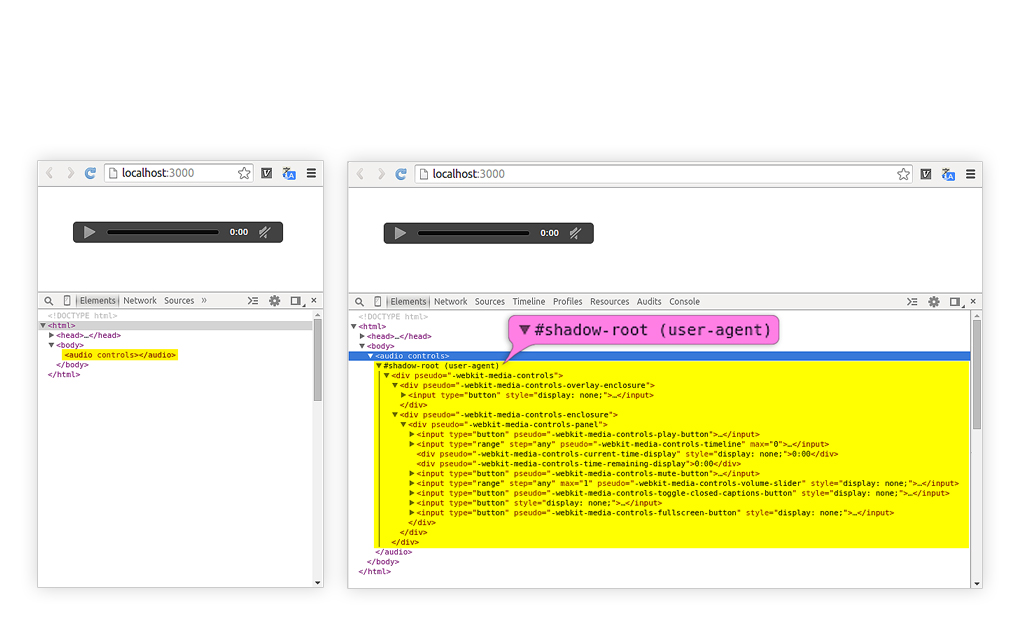 localhost:3000
0:00
Elements Network Sources »
<!DOCTYPE html>
▼<html>
▶<head>…</head>
▼<body>
<audio controls></audio>
</body>
</html>
localhost:3000
0:00
Elements Network Sources Timeline Profiles Resources Audits Console
<!DOCTYPE html>
▼<html>
▶<head>…</head>
▼<body>
▼<audio controls>
▼#shadow-root (user-agent)
▼#shadow-root (user-agent)
▼<div pseudo="-webkit-media-controls">
▼<div pseudo="-webkit-media-controls-overlay-enclosure">
▶<input type="button" style="display: none;">…</input>
</div>
▼<div pseudo="-webkit-media-controls-enclosure">
▼<div pseudo="-webkit-media-controls-panel">
▶<input type="button" pseudo="-webkit-media-controls-play-button">…</input>
▶<input type="range" step="any" pseudo="-webkit-media-controls-timeline" max="0">…</input>
<div pseudo="-webkit-media-controls-current-time-display" style="display: none;">0:00</div>
<div pseudo="-webkit-media-controls-time-remaining-display">0:00</div>
▶<input type="button" pseudo="-webkit-media-controls-mute-button">…</input>
▶<input type="range" step="any" max="1" pseudo="-webkit-media-controls-volume-slider" style="display: none;">…</input>
▶<input type="button" pseudo="-webkit-media-controls-toggle-closed-captions-button" style="display: none;">…</input>
▶<input type="button" style="display: none;">…</input>
▶<input type="button" pseudo="-webkit-media-controls-fullscreen-button" style="display: none;">…</input>
</div>
</div>
</div>
</audio>
</body>
</html>